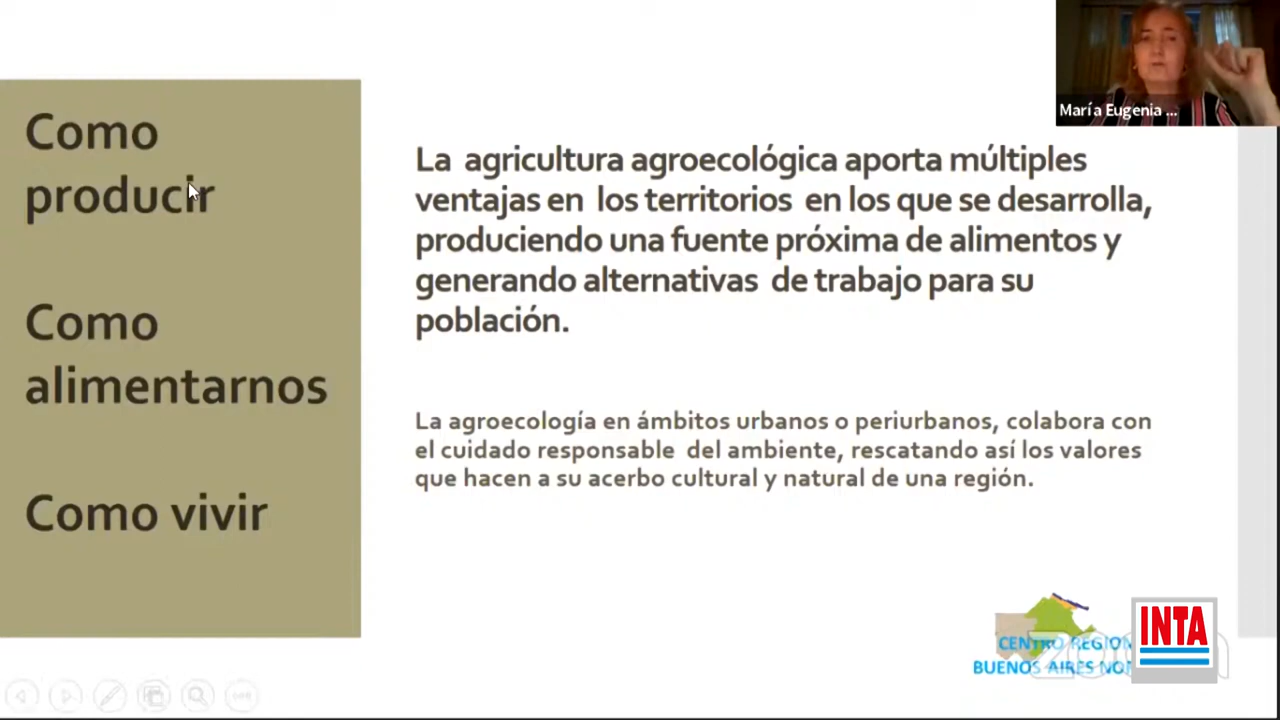 María Eugenia ...
Como
producir
Como
alimentarnos
Como vivir
La agricultura agroecológica aporta múltiples
ventajas en los territorios en los que se desarrolla,
produciendo una fuente próxima de alimentos y
generando alternativas de trabajo para su
población.
La agroecología en ámbitos urbanos o periurbanos, colabora con
el cuidado responsable del ambiente, rescatando así los valores
que hacen a su acerbo cultural y natural de una región.
CENTRO
BUENOS AIRES
INTA
zoom